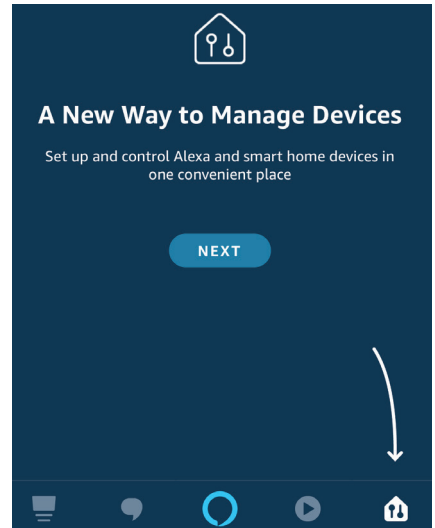 A New Way to Manage Devices
Set up and control Alexa and smart home devices in
one convenient place
NEXT